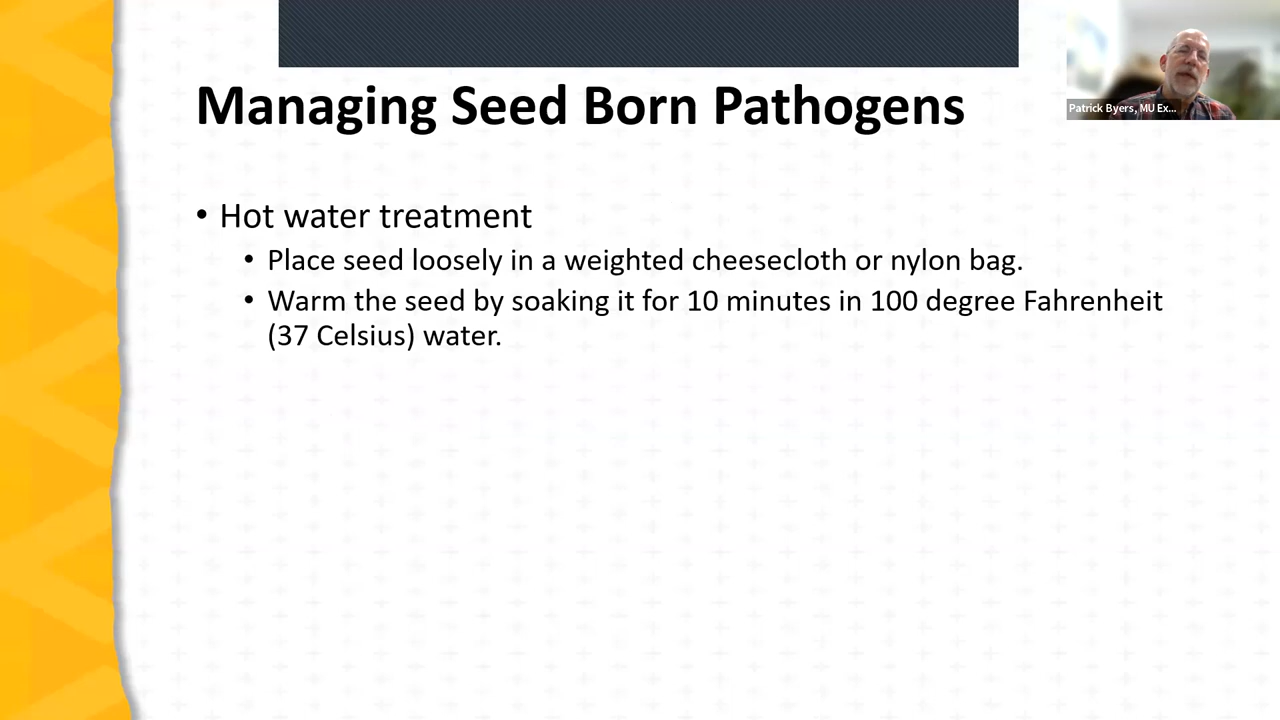 Managing Seed Born Pathogens
Patrick Byers, MU Ex...
• Hot water treatment
• Place seed loosely in a weighted cheesecloth or nylon bag.
• Warm the seed by soaking it for 10 minutes in 100 degree Fahrenheit
(37 Celsius) water.